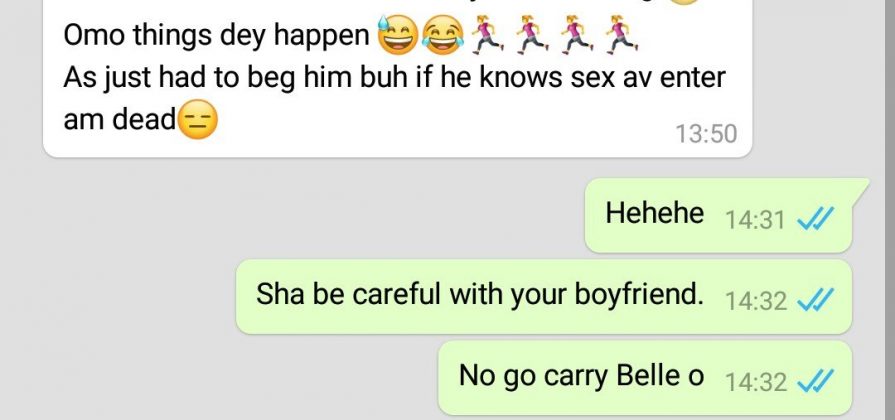 Omo things dey happen 😅😂🏃‍♀️🏃‍♀️🏃‍♀️🏃‍♀️
As just had to beg him buh if he knows sex av enter
am dead😑
13:50
Hehehe 14:31
Sha be careful with your boyfriend. 14:32
No go carry Belle o 14:32